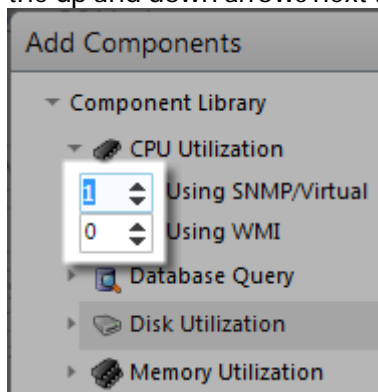 the up and down arrows next
Add Components
Component Library
CPU Utilization
1 Using SNMP/Virtual
0 Using WMI
Database Query
Disk Utilization
Memory Utilization